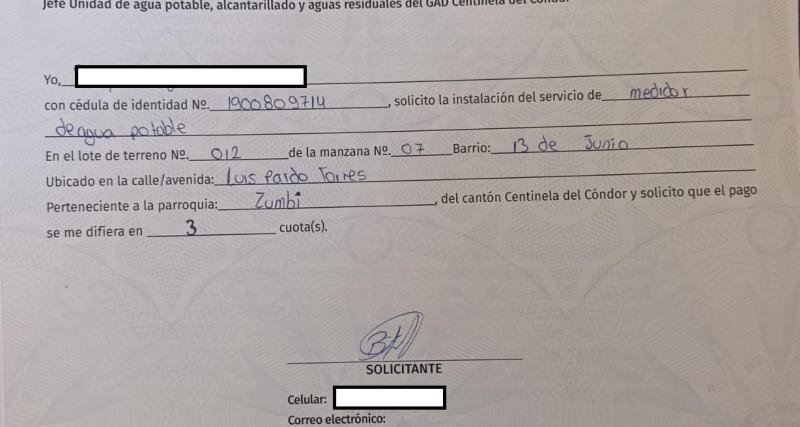 Jefe Unidad de agua potable, alcantarillado y aguas residuales del GAD Centinela del Cóndor
Yo,
con cédula de identidad Nº. 1900809714, solicito la instalación del servicio de medidor
de agua potable
En el lote de terreno Nº. 012 de la manzana Nº. 07 Barrio: 13 de Junio
Ubicado en la calle/avenida: Luis Pardo Torres
Perteneciente a la parroquia: Zumbi, del cantón Centinela del Cóndor y solicito que el pago
se me difiera en 3 cuota(s).
SOLICITANTE
Celular:
Correo electrónico: